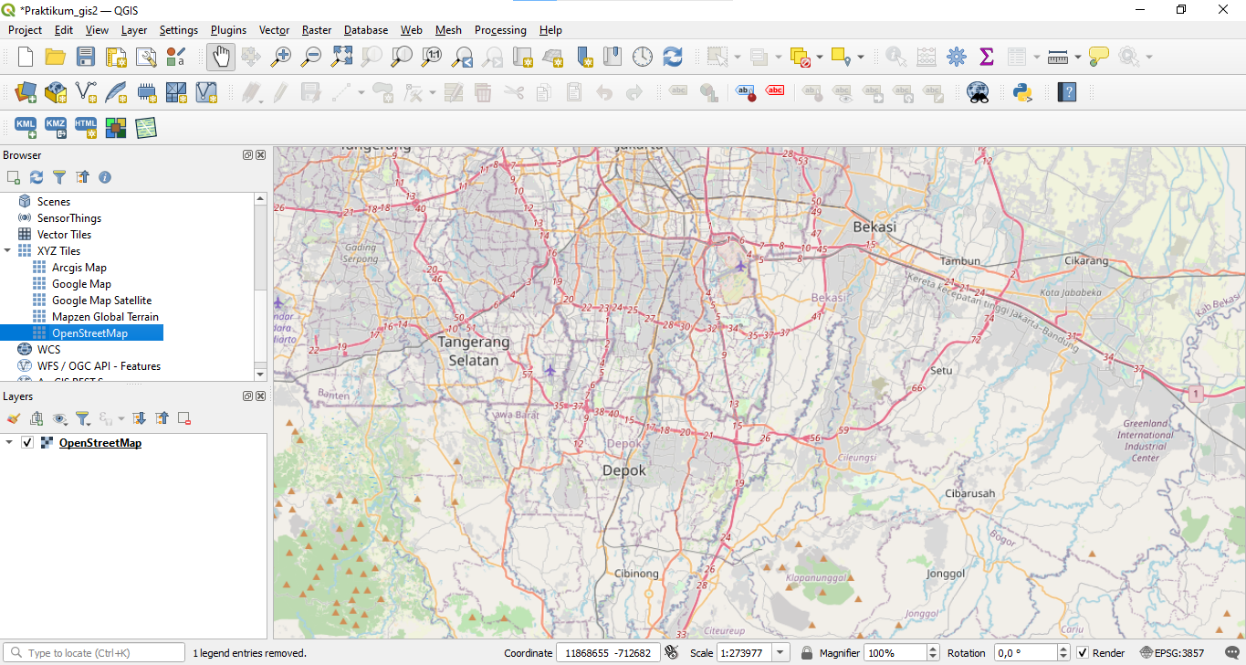 *Praktikum_gis2 — QGIS
Project Edit View Layer Settings Plugins Vector Raster Database Web Mesh Processing Help
KML KMZ HTML
Browser
Scenes
SensorThings
Vector Tiles
XYZ Tiles
Arcgis Map
Google Map
Google Map Satellite
Mapzen Global Terrain
OpenStreetMap
WCS
WFS / OGC API - Features
Layers
OpenStreetMap
Tangerang
Jakarta
Bekasi
Gading
Serpong
Tambun
Cikarang
Kota Jababeka
Kereta kecepatan tinggi Jakarta-Bandung
Kab Bekasi
Bekasi
Tangerang
Selatan
Setu
Banten
Jawa Barat
Depok
Depok
Cileungsi
Greenland
International
Industrial
Center
Cibarusah
Bogor
Cibinong
Klapanunggal
Jonggol
Jonggol
Citeureup
Cariu
Type to locate (Ctrl+K)
1 legend entries removed.
Coordinate 11868655 -712682
Scale 1:273977
Magnifier 100%
Rotation 0,0 °
Render
EPSG:3857